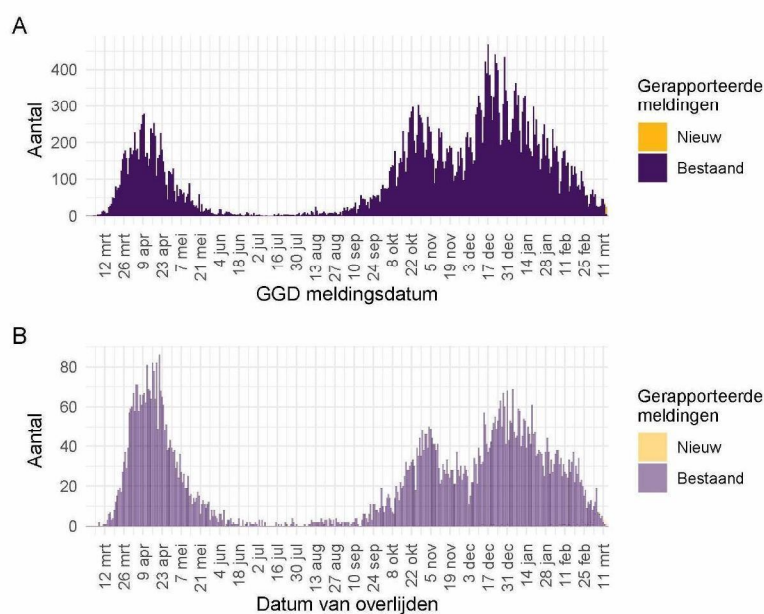 A
Aantal
400
300
200
100
0
12 mrt
26 mrt
9 apr
23 apr
7 mei
21 mei
4 jun
18 jun
2 jul
16 jul
30 jul
13 aug
27 aug
10 sep
24 sep
8 okt
22 okt
5 nov
19 nov
3 dec
17 dec
31 dec
14 jan
28 jan
11 feb
25 feb
11 mrt
GGD meldingsdatum
Gerapporteerde
meldingen
Nieuw
Bestaand
B
Aantal
80
60
40
20
0
12 mrt
26 mrt
9 apr
23 apr
7 mei
21 mei
4 jun
18 jun
2 jul
16 jul
30 jul
13 aug
27 aug
10 sep
24 sep
8 okt
22 okt
5 nov
19 nov
3 dec
17 dec
31 dec
14 jan
28 jan
11 feb
25 feb
11 mrt
Datum van overlijden
Gerapporteerde
meldingen
Nieuw
Bestaand